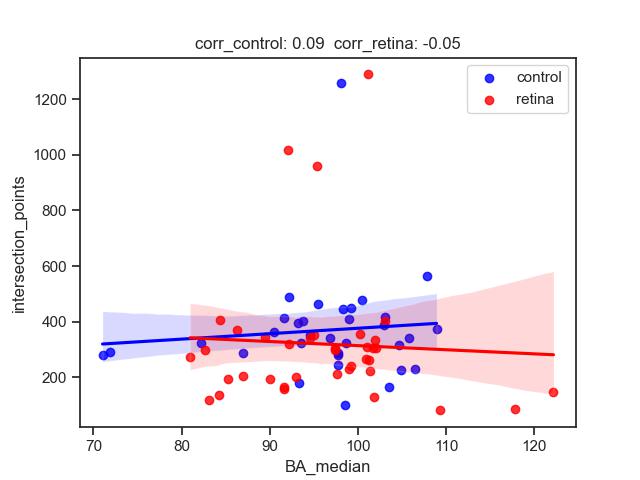 corr_control: 0.09  corr_retina: -0.05
control
retina
1200
1000
800
600
400
200
intersection_points
70 80 90 100 110 120
BA_median